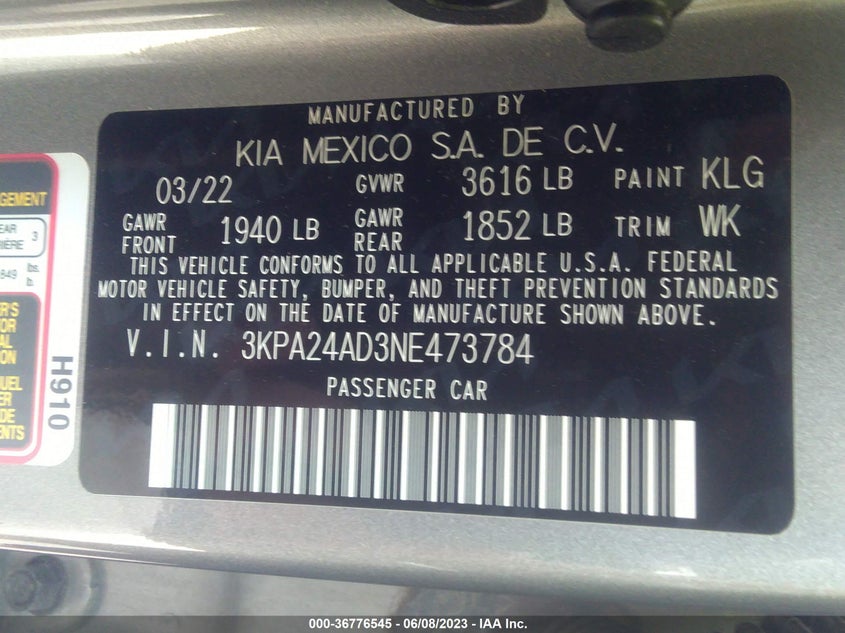 MANUFACTURED BY
KIA MEXICO S.A. DE C.V.
03/22 GVWR 3616 LB PAINT KLG
GAWR FRONT 1940 LB GAWR REAR 1852 LB TRIM WK
THIS VEHICLE CONFORMS TO ALL APPLICABLE U.S.A. FEDERAL
MOTOR VEHICLE SAFETY, BUMPER, AND THEFT PREVENTION STANDARDS
IN EFFECT ON THE DATE OF MANUFACTURE SHOWN ABOVE.
V.I.N. 3KPA24AD3NE473784
PASSENGER CAR
3
lbs.
H910
000-36776545 - 06/08/2023 - IAA Inc.